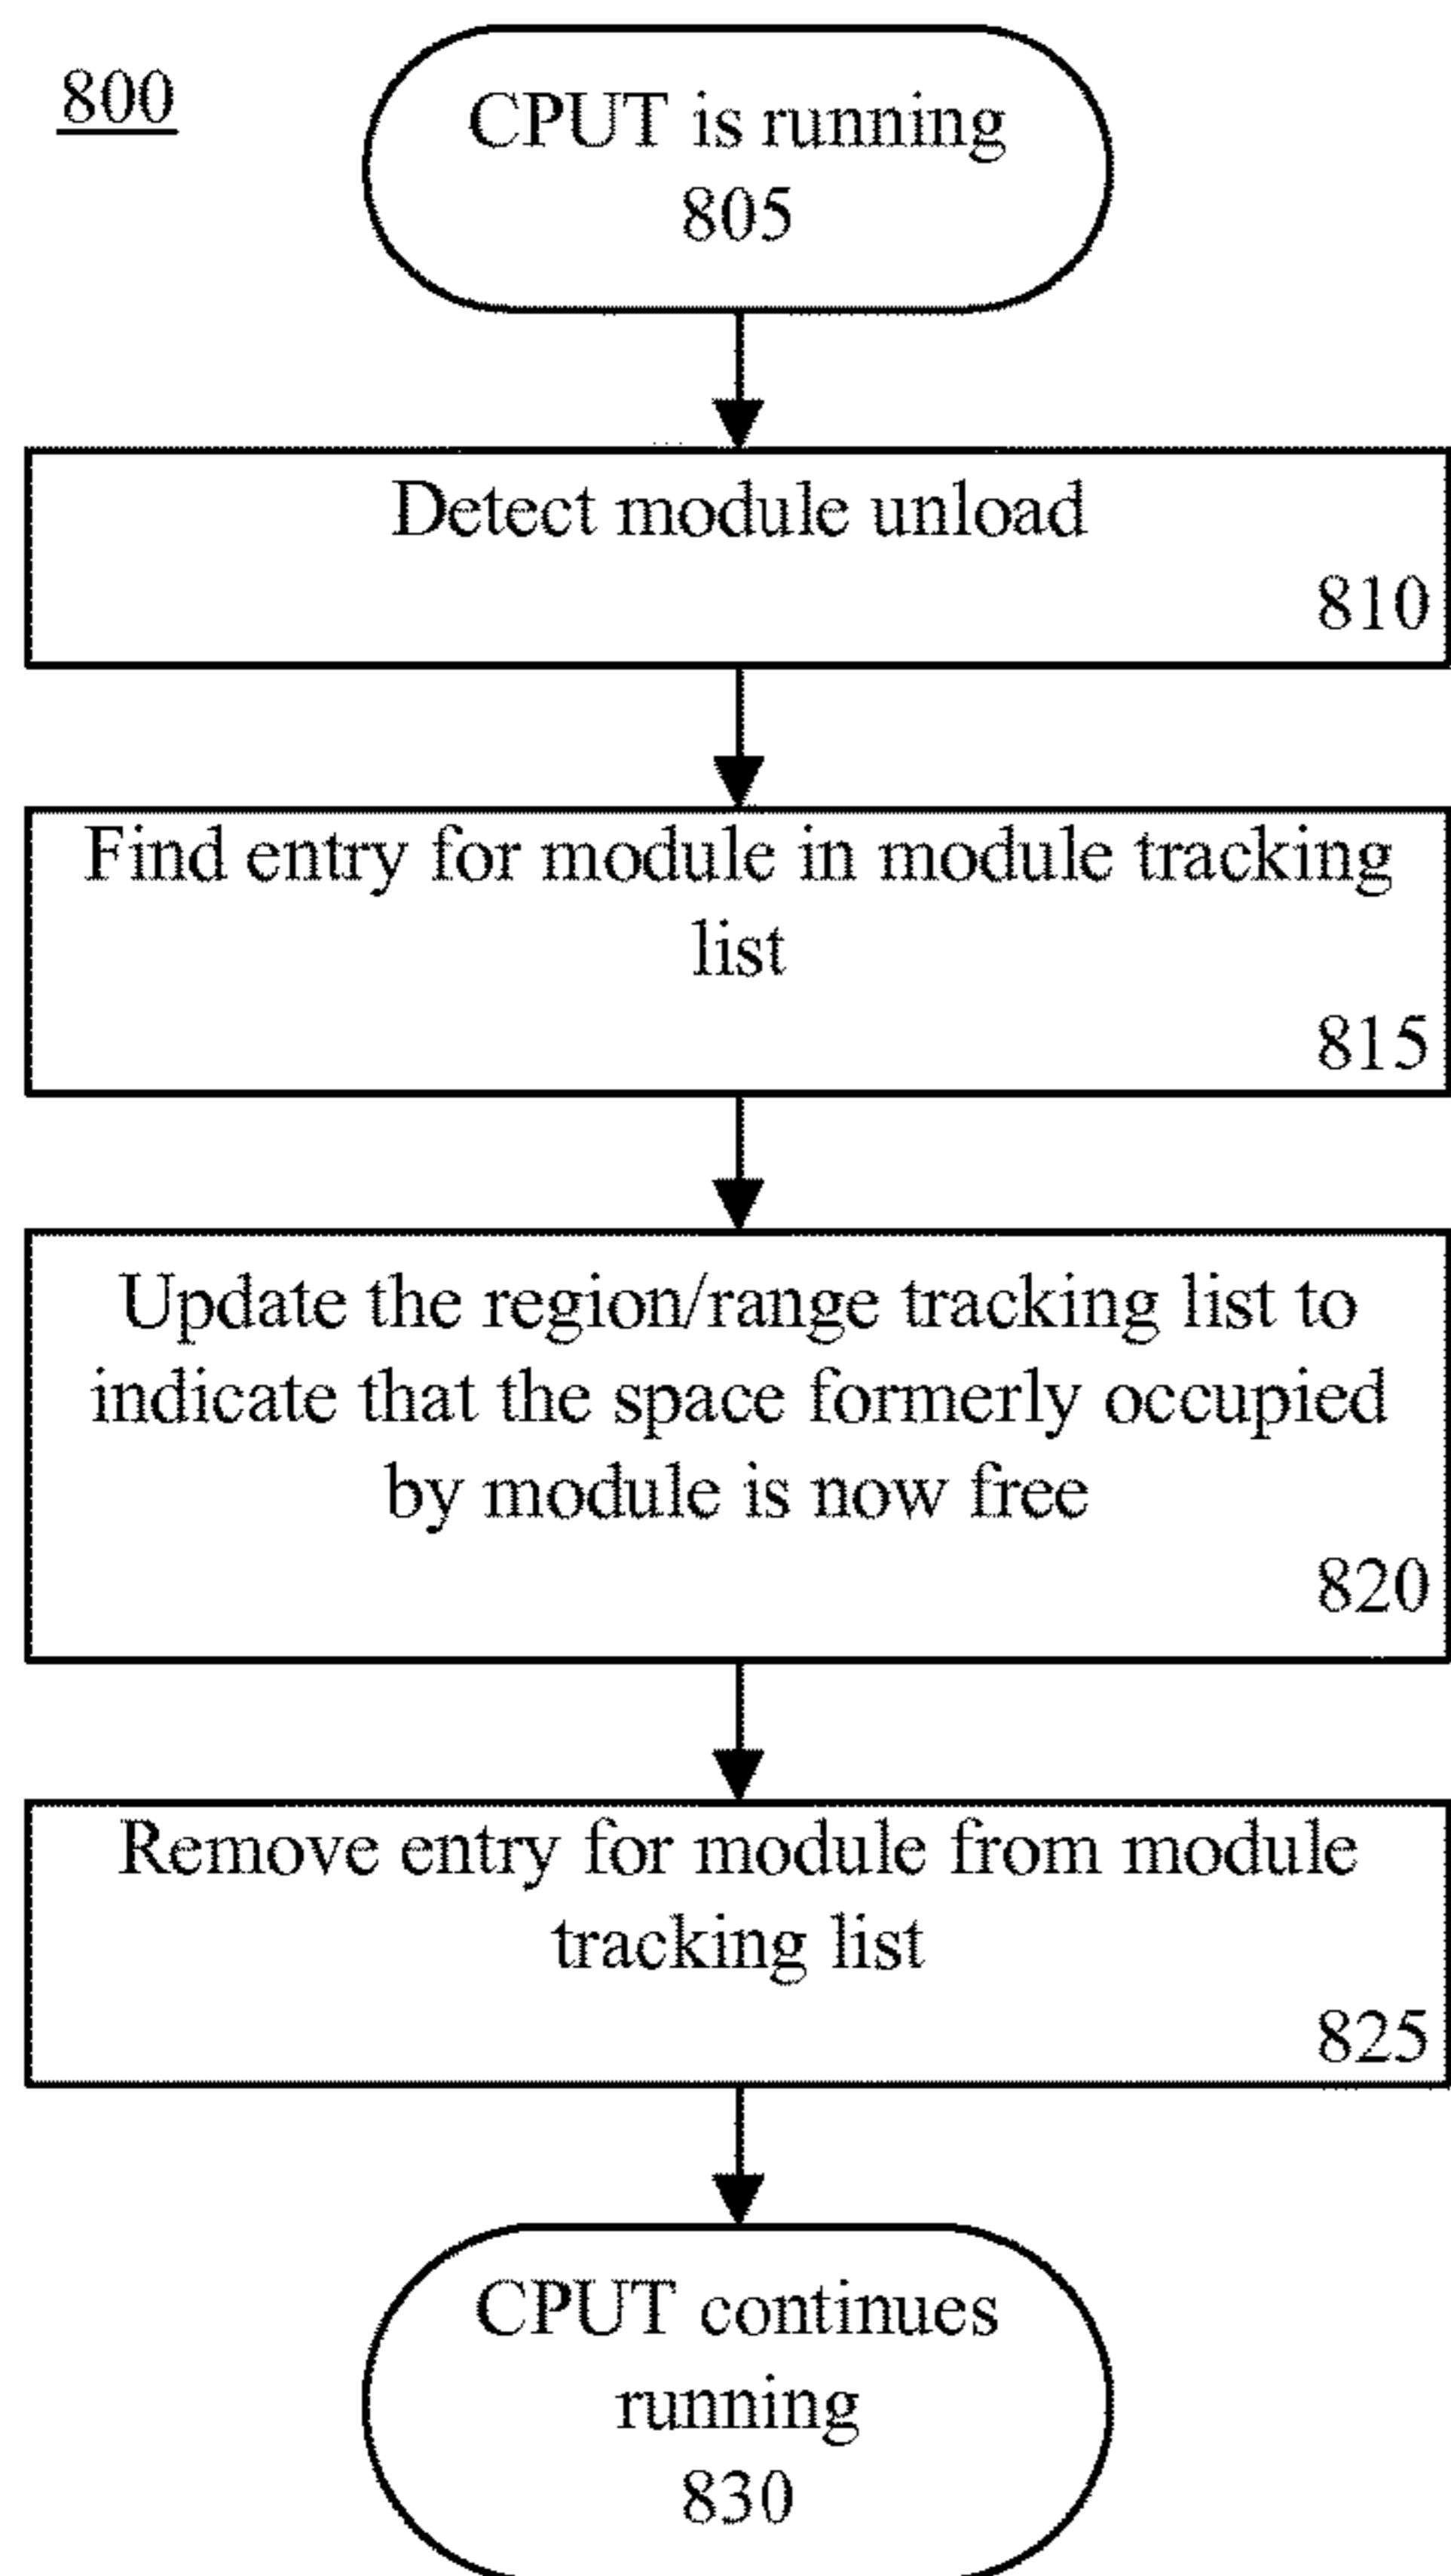 800
CPUT is running
805
Detect module unload
810
Find entry for module in module tracking
list
815
Update the region/range tracking list to
indicate that the space formerly occupied
by module is now free
820
Remove entry for module from module
tracking list
825
CPUT continues
running
830